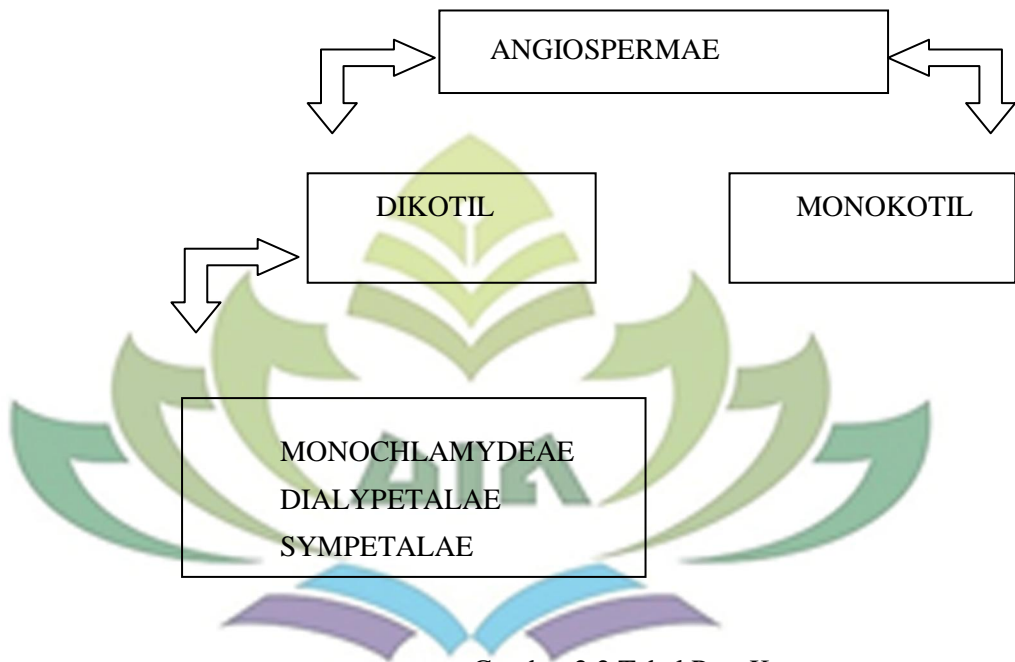 ANGIOSPERMAE
DIKOTIL
MONOKOTIL
MONOCHLAMYDEAE
DIALYPETALAE
SYMPETALAE